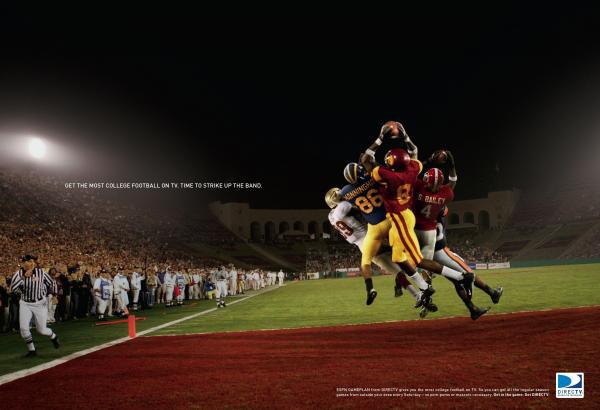 GET THE MOST COLLEGE FOOTBALL ON TV. TIME TO STRIKE UP THE BAND.
MANNINGHAM
86
8
S. BAILEY
4
9
ESPN GAMEPLAN from DIRECTV gives you the most college football on TV. So you can get all the regular season
games from outside your area every Saturday – no pom poms or mascots necessary. Get in the game. Get DIRECTV
DIRECTV